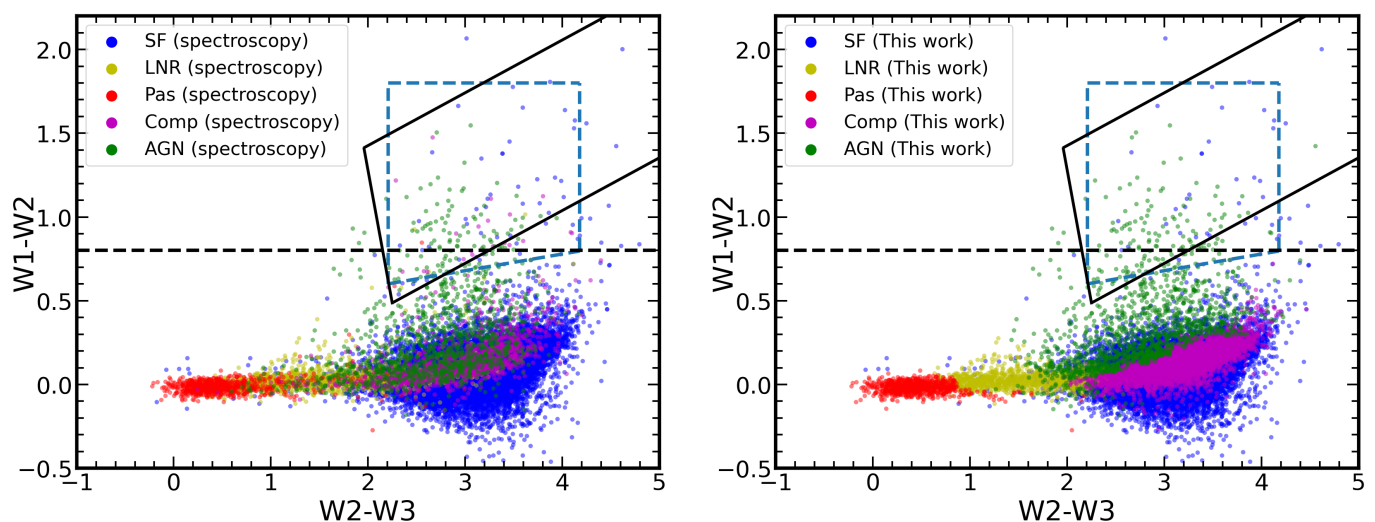 SF (spectroscopy)
LNR (spectroscopy)
Pas (spectroscopy)
Comp (spectroscopy)
AGN (spectroscopy)
2.0
1.5
1.0
0.5
0.0
−0.5
W1-W2
−1 0 1 2 3 4 5
W2-W3
SF (This work)
LNR (This work)
Pas (This work)
Comp (This work)
AGN (This work)
2.0
1.5
1.0
0.5
0.0
−0.5
W1-W2
−1 0 1 2 3 4 5
W2-W3